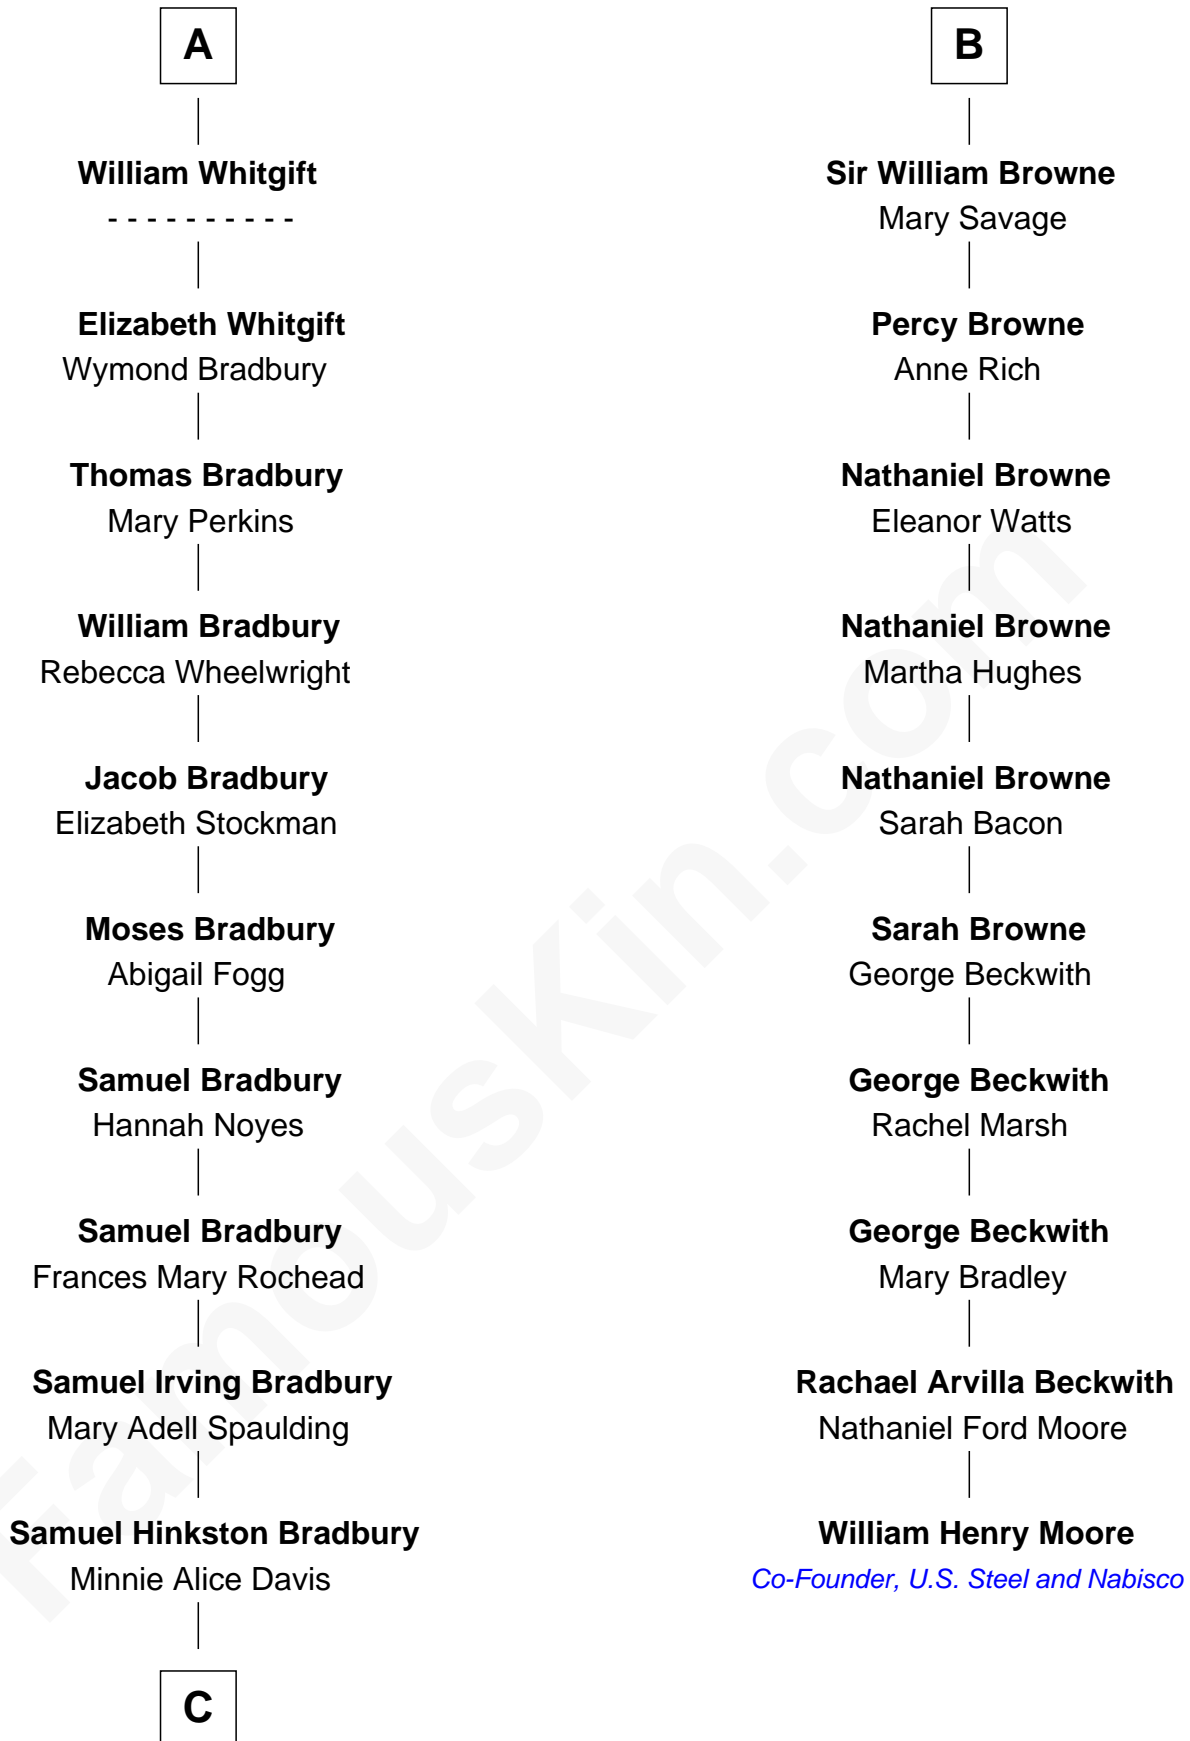 A
William Whitgift
- - - - - - - - - -
Elizabeth Whitgift
Wymond Bradbury
Thomas Bradbury
Mary Perkins
William Bradbury
Rebecca Wheelwright
Jacob Bradbury
Elizabeth Stockman
Moses Bradbury
Abigail Fogg
Samuel Bradbury
Hannah Noyes
Samuel Bradbury
Frances Mary Rochead
Samuel Irving Bradbury
Mary Adell Spaulding
Samuel Hinkston Bradbury
Minnie Alice Davis
C
B
Sir William Browne
Mary Savage
Percy Browne
Anne Rich
Nathaniel Browne
Eleanor Watts
Nathaniel Browne
Martha Hughes
Nathaniel Browne
Sarah Bacon
Sarah Browne
George Beckwith
George Beckwith
Rachel Marsh
George Beckwith
Mary Bradley
Rachael Arvilla Beckwith
Nathaniel Ford Moore
William Henry Moore
Co-Founder, U.S. Steel and Nabisco
FamousKin.com